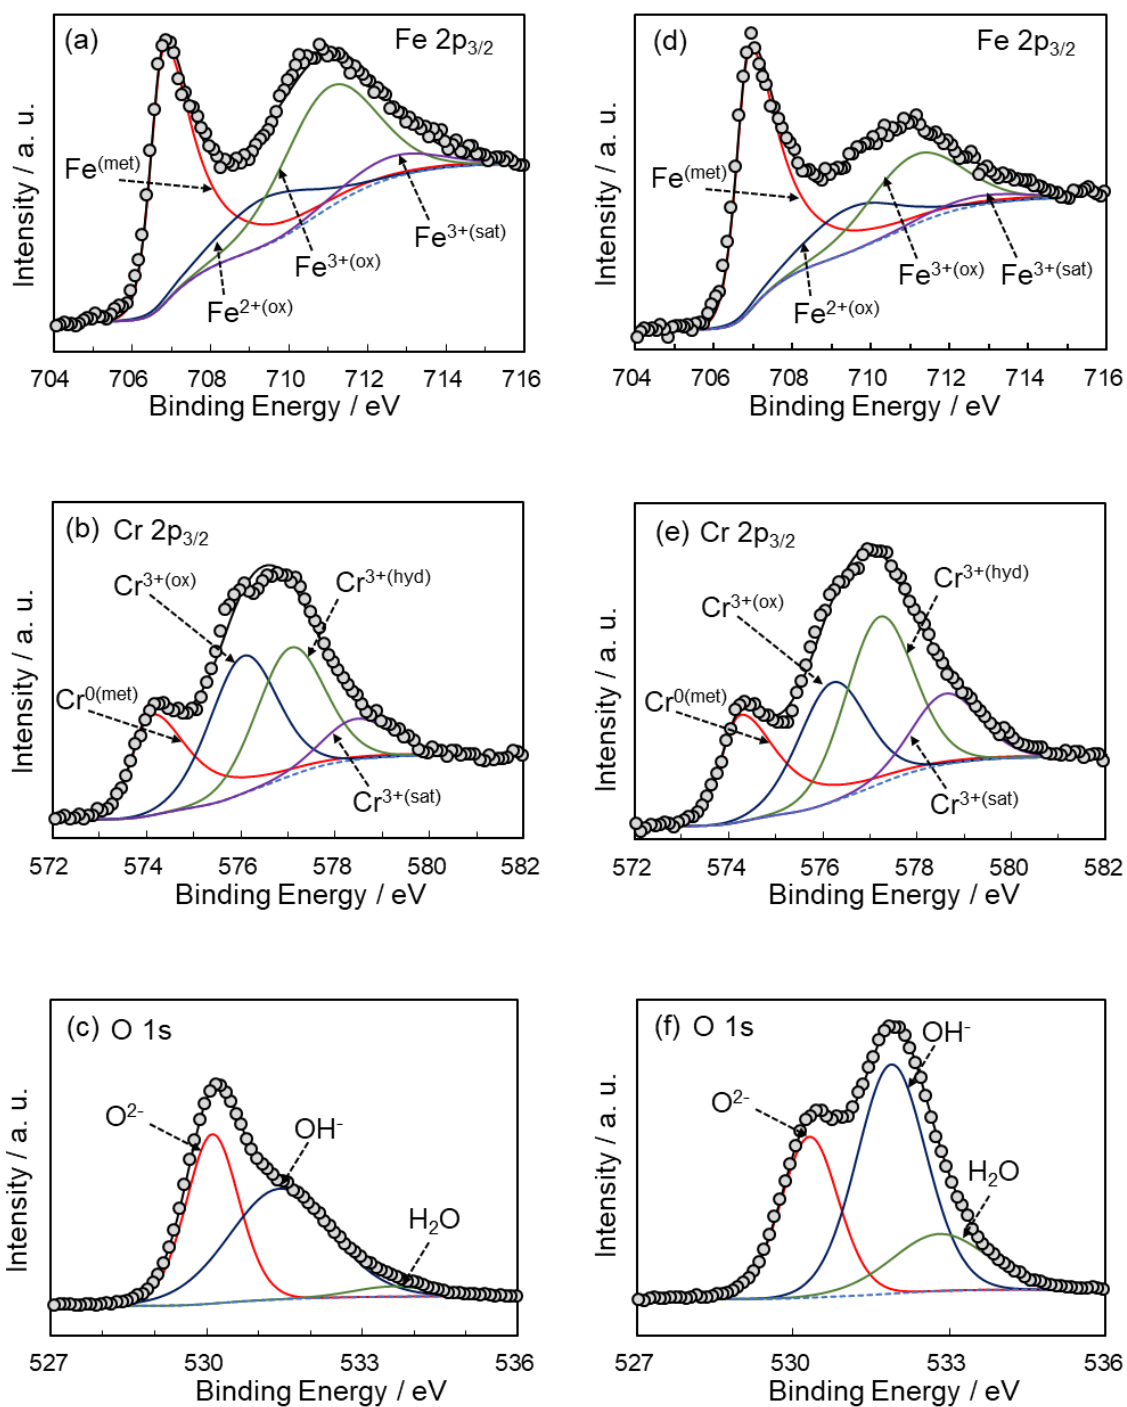 (a)
Fe 2p3/2
Intensity / a. u.
Fe(met)
Fe3+(sat)
Fe3+(ox)
Fe2+(ox)
704 706 708 710 712 714 716
Binding Energy / eV
(d)
Fe 2p3/2
Intensity / a. u.
Fe(met)
Fe3+(ox)
Fe3+(sat)
Fe2+(ox)
704 706 708 710 712 714 716
Binding Energy / eV
(b) Cr 2p3/2
Intensity / a. u.
Cr3+(ox)
Cr3+(hyd)
Cr0(met)
Cr3+(sat)
572 574 576 578 580 582
Binding Energy / eV
(e) Cr 2p3/2
Intensity / a. u.
Cr3+(hyd)
Cr3+(ox)
Cr0(met)
Cr3+(sat)
572 574 576 578 580 582
Binding Energy / eV
(c) O 1s
Intensity / a. u.
O2-
OH-
H2O
527 530 533 536
Binding Energy / eV
(f) O 1s
Intensity / a. u.
OH-
O2-
H2O
527 530 533 536
Binding Energy / eV